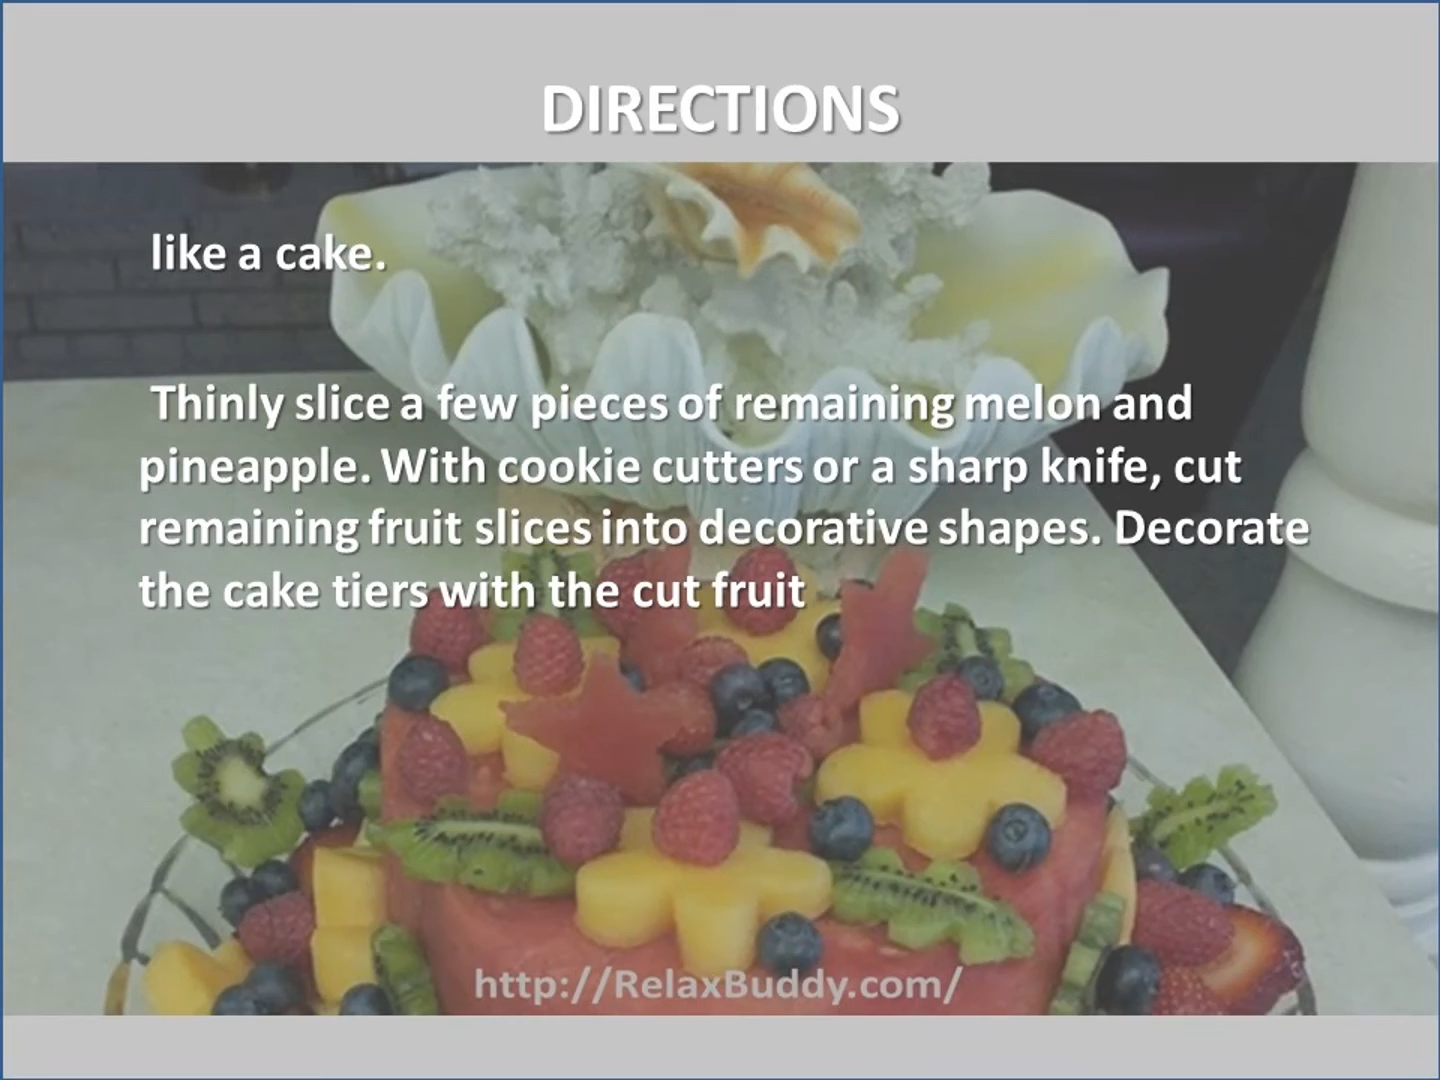 DIRECTIONS
like a cake.
Thinly slice a few pieces of remaining melon and
pineapple. With cookie cutters or a sharp knife, cut
remaining fruit slices into decorative shapes. Decorate
the cake tiers with the cut fruit
http://RelaxBuddy.com/